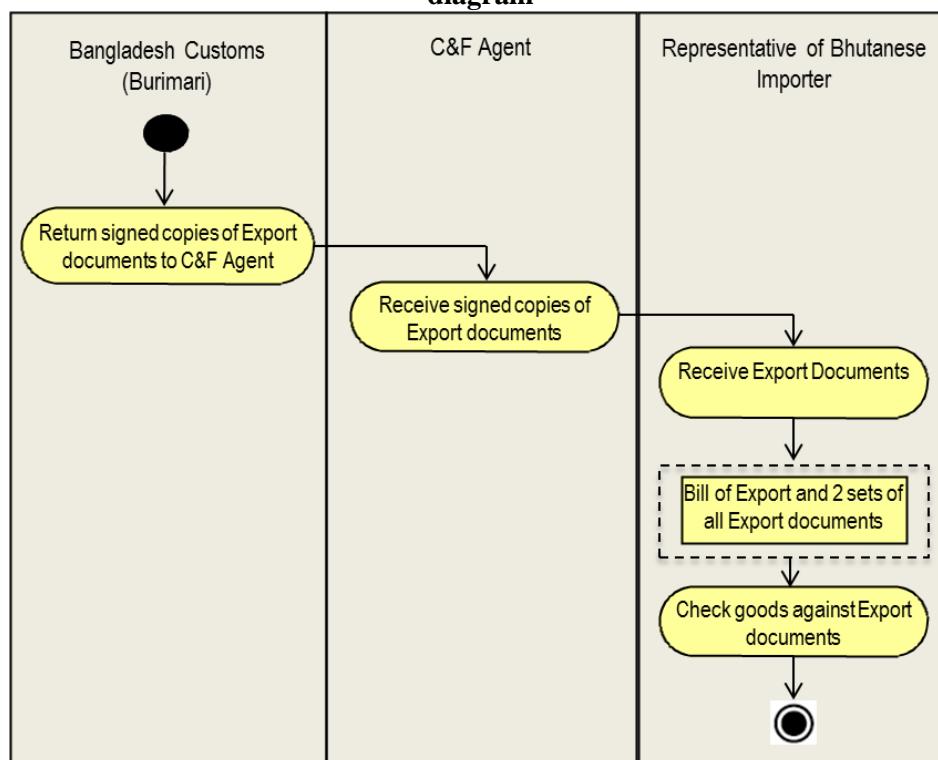 diagram
Bangladesh Customs
(Burimari)
C&F Agent
Representative of Bhutanese
Importer
Return signed copies of Export
documents to C&F Agent
Receive signed copies of
Export documents
Receive Export Documents
Bill of Export and 2 sets of
all Export documents
Check goods against Export
documents